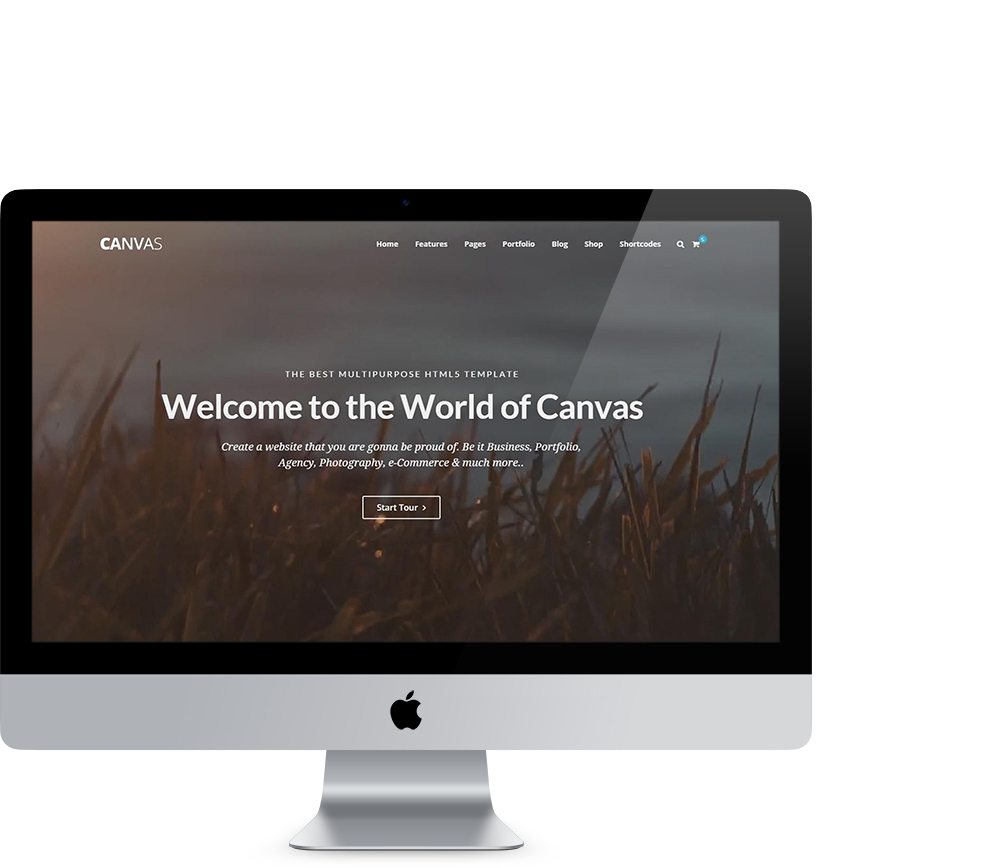 CANVAS
Home Features Pages Portfolio Blog Shop Shortcodes 5
THE BEST MULTIPURPOSE HTML5 TEMPLATE
Welcome to the World of Canvas
Create a website that you are gonna be proud of. Be it Business, Portfolio,
Agency, Photography, e-Commerce & much more..
Start Tour